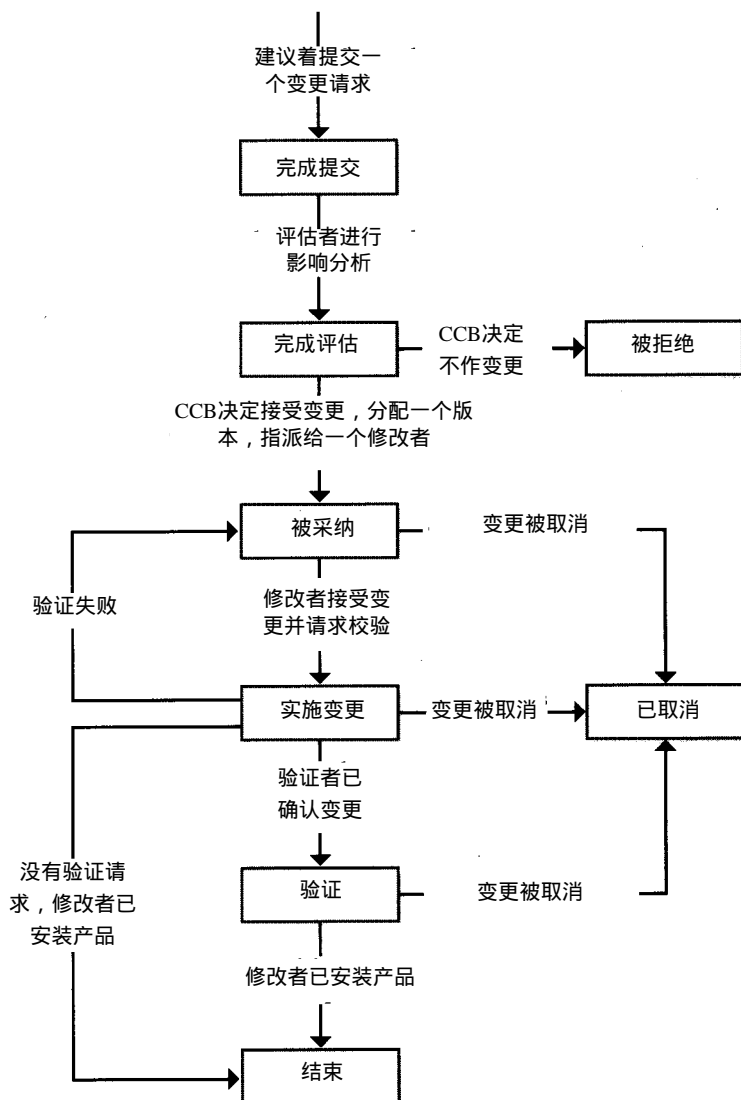 建议着提交一
个变更请求
完成提交
评估者进行
影响分析
完成评估
CCB决定
不作变更
被拒绝
CCB决定接受变更，分配一个版
本，指派给一个修改者
被采纳
变更被取消
验证失败
修改者接受变
更并请求校验
实施变更
变更被取消
已取消
验证者已
确认变更
没有验证请
求，修改者已
安装产品
验证
变更被取消
修改者已安装产品
结束